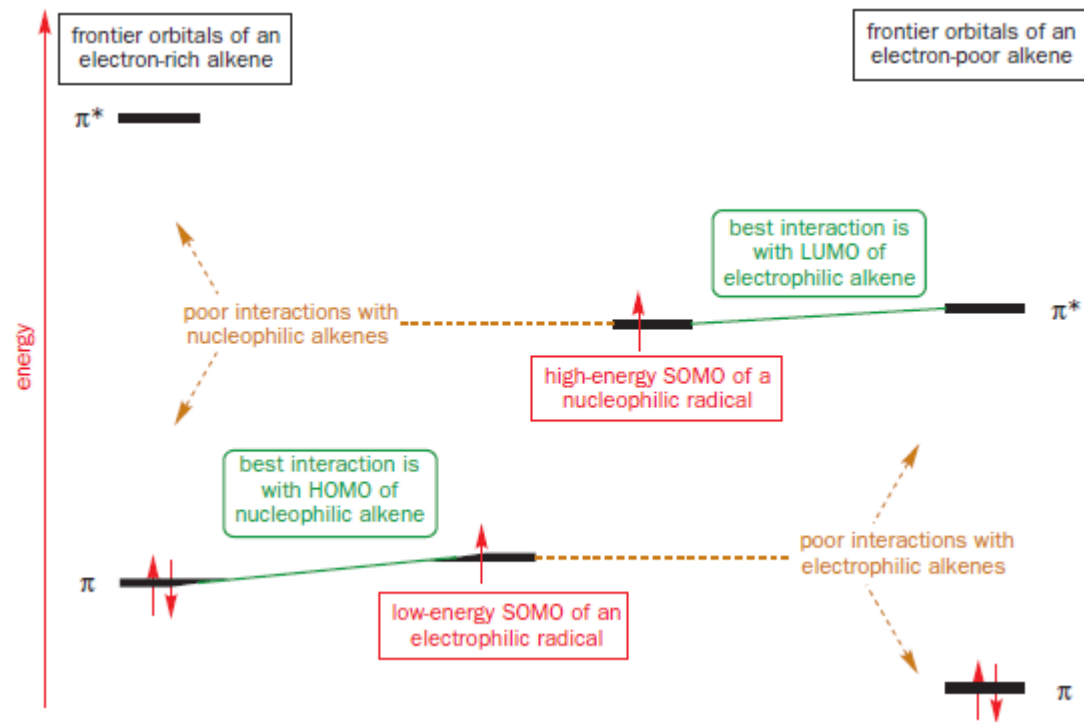 frontier orbitals of an
electron-rich alkene
frontier orbitals of an
electron-poor alkene
π*
best interaction is
with LUMO of
electrophilic alkene
π*
poor interactions with
nucleophilic alkenes
energy
high-energy SOMO of a
nucleophilic radical
best interaction is
with HOMO of
nucleophilic alkene
poor interactions with
electrophilic alkenes
π
low-energy SOMO of an
electrophilic radical
π